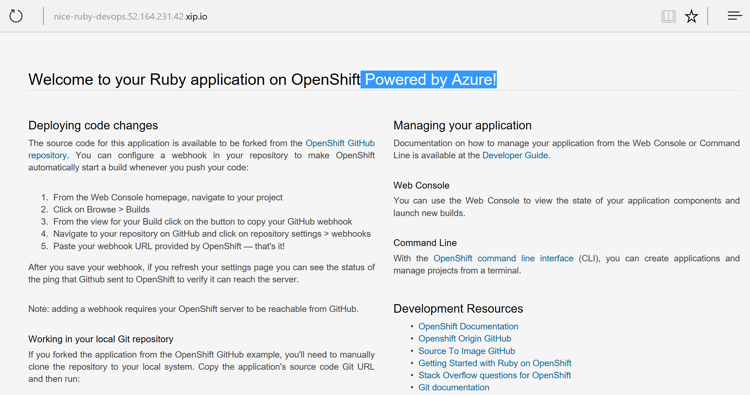 nice-ruby-devops.52.164.231.42.xip.io
Welcome to your Ruby application on OpenShift Powered by Azure!
Deploying code changes
The source code for this application is available to be forked from the OpenShift GitHub
repository. You can configure a webhook in your repository to make OpenShift
automatically start a build whenever you push your code:
1. From the Web Console homepage, navigate to your project
2. Click on Browse > Builds
3. From the view for your Build click on the button to copy your GitHub webhook
4. Navigate to your repository on GitHub and click on repository settings > webhooks
5. Paste your webhook URL provided by OpenShift — that's it!
After you save your webhook, if you refresh your settings page you can see the status of
the ping that Github sent to OpenShift to verify it can reach the server.
Note: adding a webhook requires your OpenShift server to be reachable from GitHub.
Working in your local Git repository
If you forked the application from the OpenShift GitHub example, you'll need to manually
clone the repository to your local system. Copy the application's source code Git URL
and then run:
Managing your application
Documentation on how to manage your application from the Web Console or Command
Line is available at the Developer Guide.
Web Console
You can use the Web Console to view the state of your application components and
launch new builds.
Command Line
With the OpenShift command line interface (CLI), you can create applications and
manage projects from a terminal.
Development Resources
• OpenShift Documentation
• Openshift Origin GitHub
• Source To Image GitHub
• Getting Started with Ruby on OpenShift
• Stack Overflow questions for OpenShift
• Git documentation